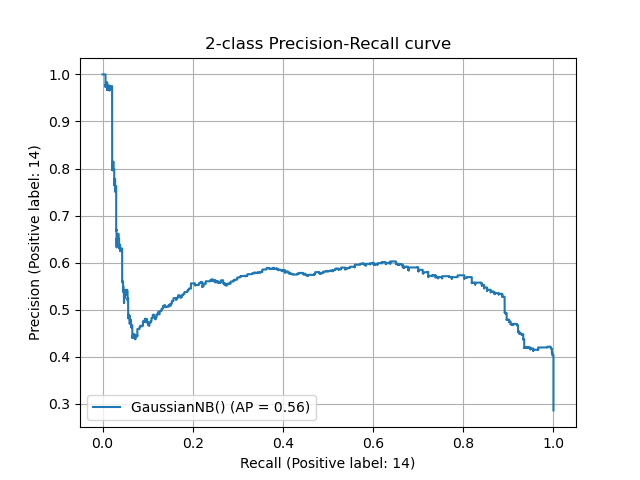 2-class Precision-Recall curve
Precision (Positive label: 14)
1.0
0.9
0.8
0.7
0.6
0.5
0.4
0.3
GaussianNB() (AP = 0.56)
0.0 0.2 0.4 0.6 0.8 1.0
Recall (Positive label: 14)